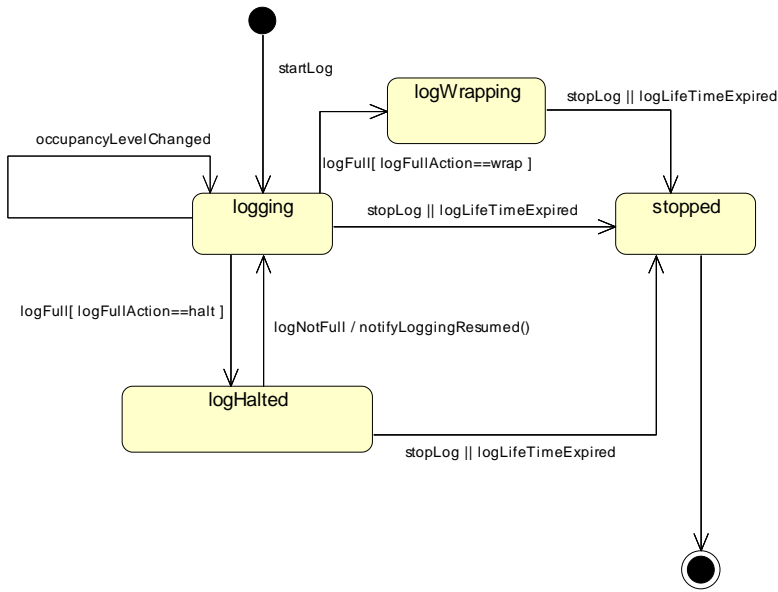 startLog
logWrapping
stopLog || logLifeTimeExpired
occupancyLevelChanged
logFull[ logFullAction==wrap ]
logging
stopLog || logLifeTimeExpired
stopped
logFull[ logFullAction==halt ]
logNotFull / notifyLoggingResumed()
logHalted
stopLog || logLifeTimeExpired